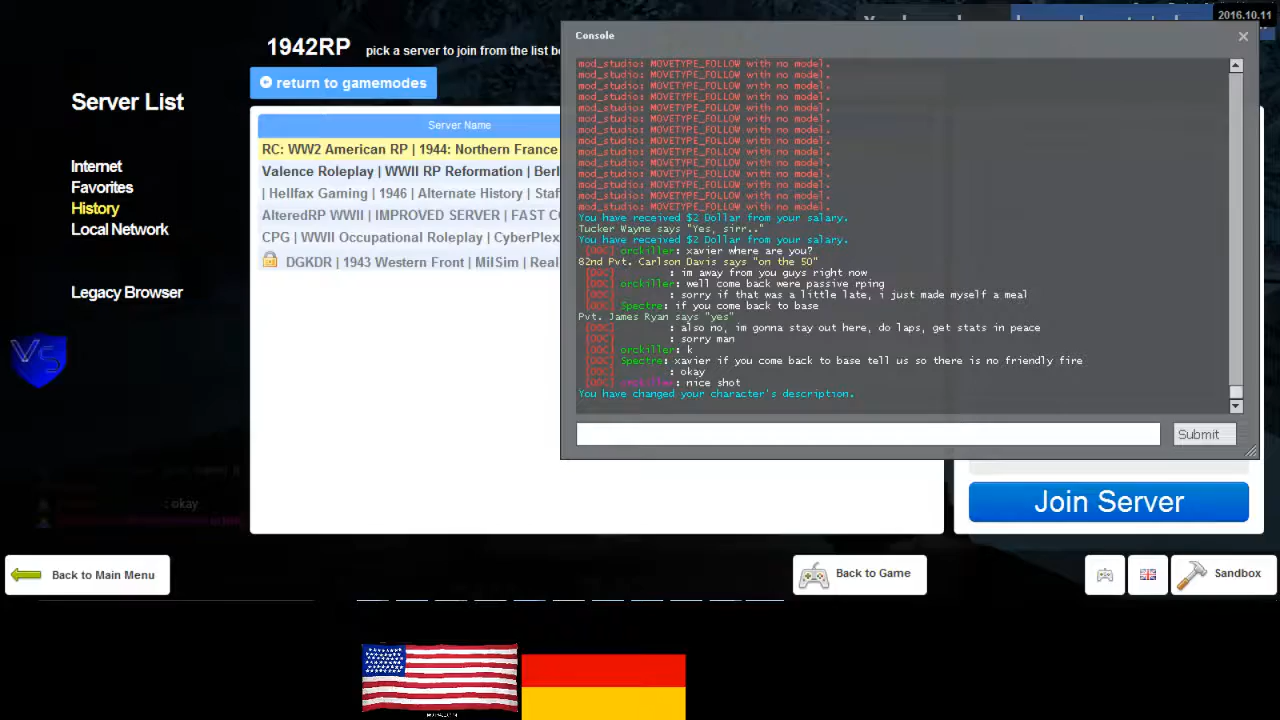 2016.10.11
1942RP pick a server to join from the list be
return to gamemodes
Server List
Internet
Favorites
History
Local Network
Legacy Browser
VS
Server Name
RC: WW2 American RP | 1944: Northern France
Valence Roleplay | WWII RP Reformation | Berl
| Hellfax Gaming | 1946 | Alternate History | Staf
AlteredRP WWII | IMPROVED SERVER | FAST CO
CPG | WWII Occupational Roleplay | CyberPlex
DGKDR | 1943 Western Front | MilSim | Real
Console
mod_studio: MOVETYPE_FOLLOW with no model.
mod_studio: MOVETYPE_FOLLOW with no model.
mod_studio: MOVETYPE_FOLLOW with no model.
mod_studio: MOVETYPE_FOLLOW with no model.
mod_studio: MOVETYPE_FOLLOW with no model.
mod_studio: MOVETYPE_FOLLOW with no model.
mod_studio: MOVETYPE_FOLLOW with no model.
mod_studio: MOVETYPE_FOLLOW with no model.
mod_studio: MOVETYPE_FOLLOW with no model.
mod_studio: MOVETYPE_FOLLOW with no model.
mod_studio: MOVETYPE_FOLLOW with no model.
mod_studio: MOVETYPE_FOLLOW with no model.
mod_studio: MOVETYPE_FOLLOW with no model.
mod_studio: MOVETYPE_FOLLOW with no model.
You have received $2 Dollar from your salary.
Tucker Wayne says "Yes, sirr.."
You have received $2 Dollar from your salary.
[OOC] orckiller: xavier where are you?
82nd Pvt. Carlson Davis says "on the 50"
[OOC] : im away from you guys right now
[OOC] orckiller: well come back were passive rping
[OOC] : sorry if that was a little late, i just made myself a meal
[OOC] Spectre: if you come back to base
Pvt. James Ryan says "yes"
[OOC] : also no, im gonna stay out here, do laps, get stats in peace
[OOC] : sorry man
[OOC] orckiller: k
[OOC] Spectre: xavier if you come back to base tell us so there is no friendly fire
[OOC] : okay
[OOC] orckiller: nice shot
You have changed your character's description.
Submit
: okay
Join Server
Back to Main Menu
Back to Game
Sandbox